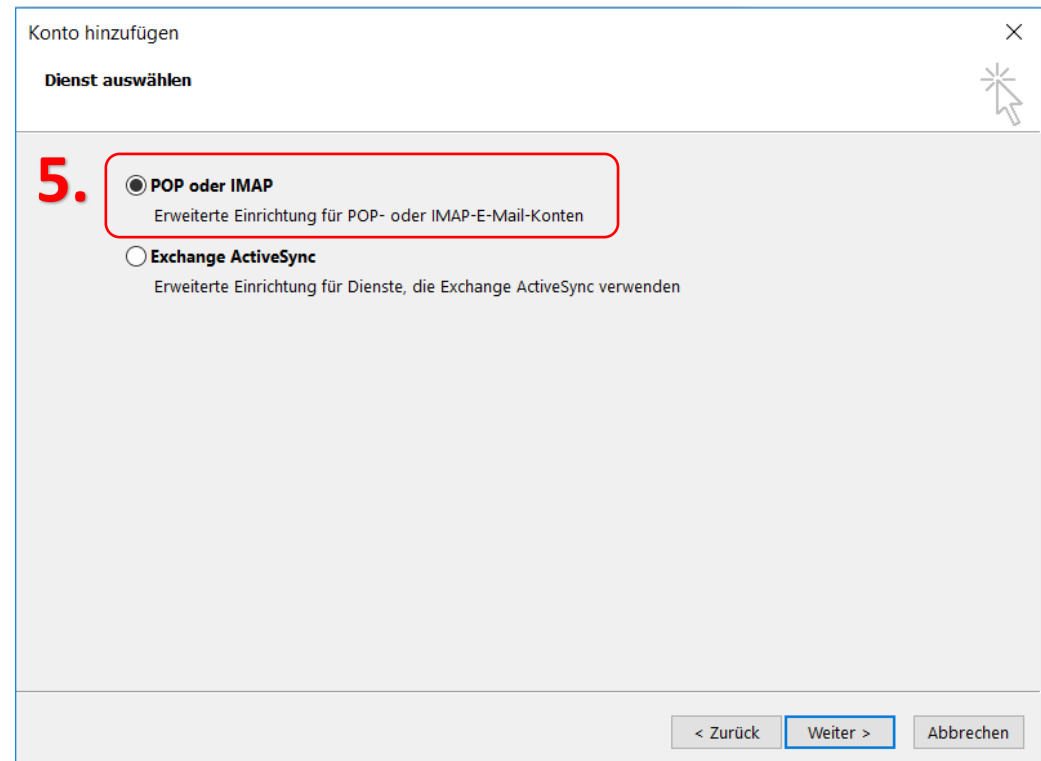 Konto hinzufügen
Dienst auswählen
5.
POP oder IMAP
Erweiterte Einrichtung für POP- oder IMAP-E-Mail-Konten
Exchange ActiveSync
Erweiterte Einrichtung für Dienste, die Exchange ActiveSync verwenden
< Zurück Weiter > Abbrechen